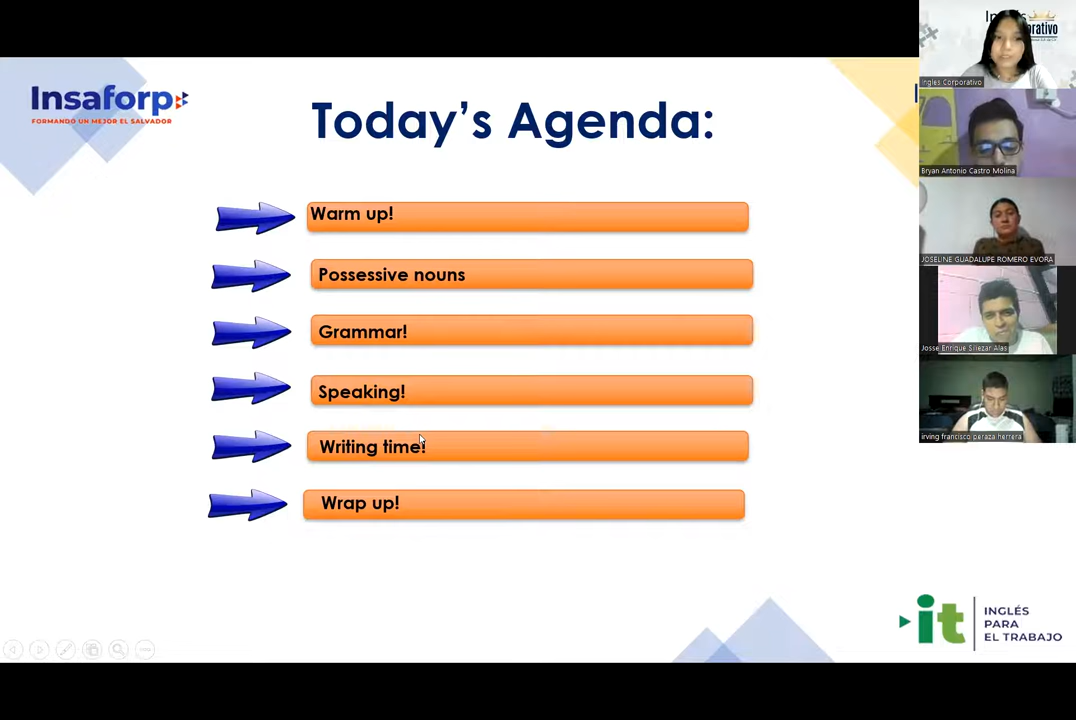 Insaforp
FORMANDO UN MEJOR EL SALVADOR
Today's Agenda:
Warm up!
Possessive nouns
Grammar!
Speaking!
Writing time!
Wrap up!
it
INGLÉS
PARA
EL TRABAJO
Ingles Corporativo
Bryan Antonio Castro Molina
JOSELINE GUADALUPE ROMERO EVORA
Josse Enrique Sliezar Alas
irving francisco peraza herrera